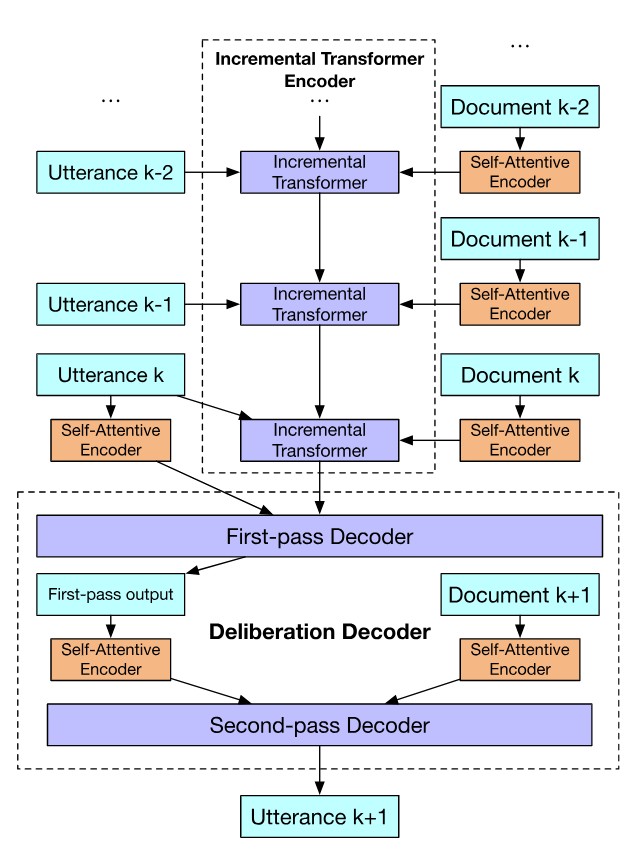 ...
Incremental Transformer
Encoder
...
...
Document k-2
Utterance k-2
Incremental
Transformer
Self-Attentive
Encoder
Document k-1
Utterance k-1
Incremental
Transformer
Self-Attentive
Encoder
Utterance k
Document k
Self-Attentive
Encoder
Incremental
Transformer
Self-Attentive
Encoder
First-pass Decoder
First-pass output
Document k+1
Deliberation Decoder
Self-Attentive
Encoder
Self-Attentive
Encoder
Second-pass Decoder
Utterance k+1